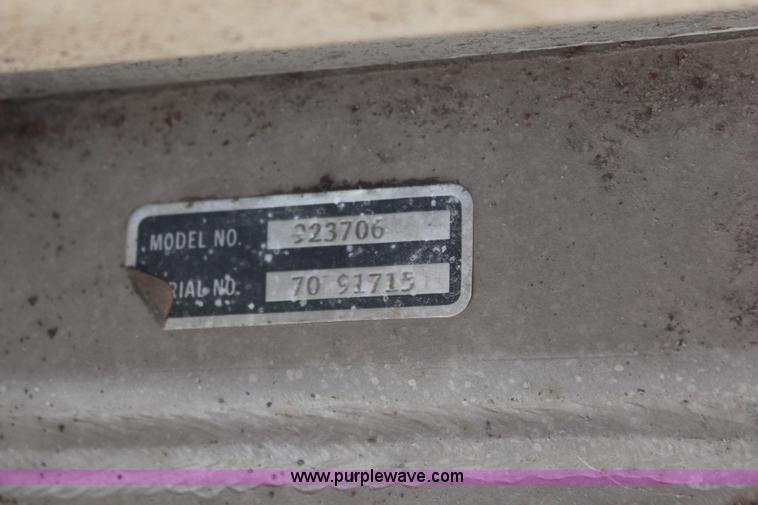 MODEL NO. 923706
RIAL NO. 70 91715
www.purplewave.com